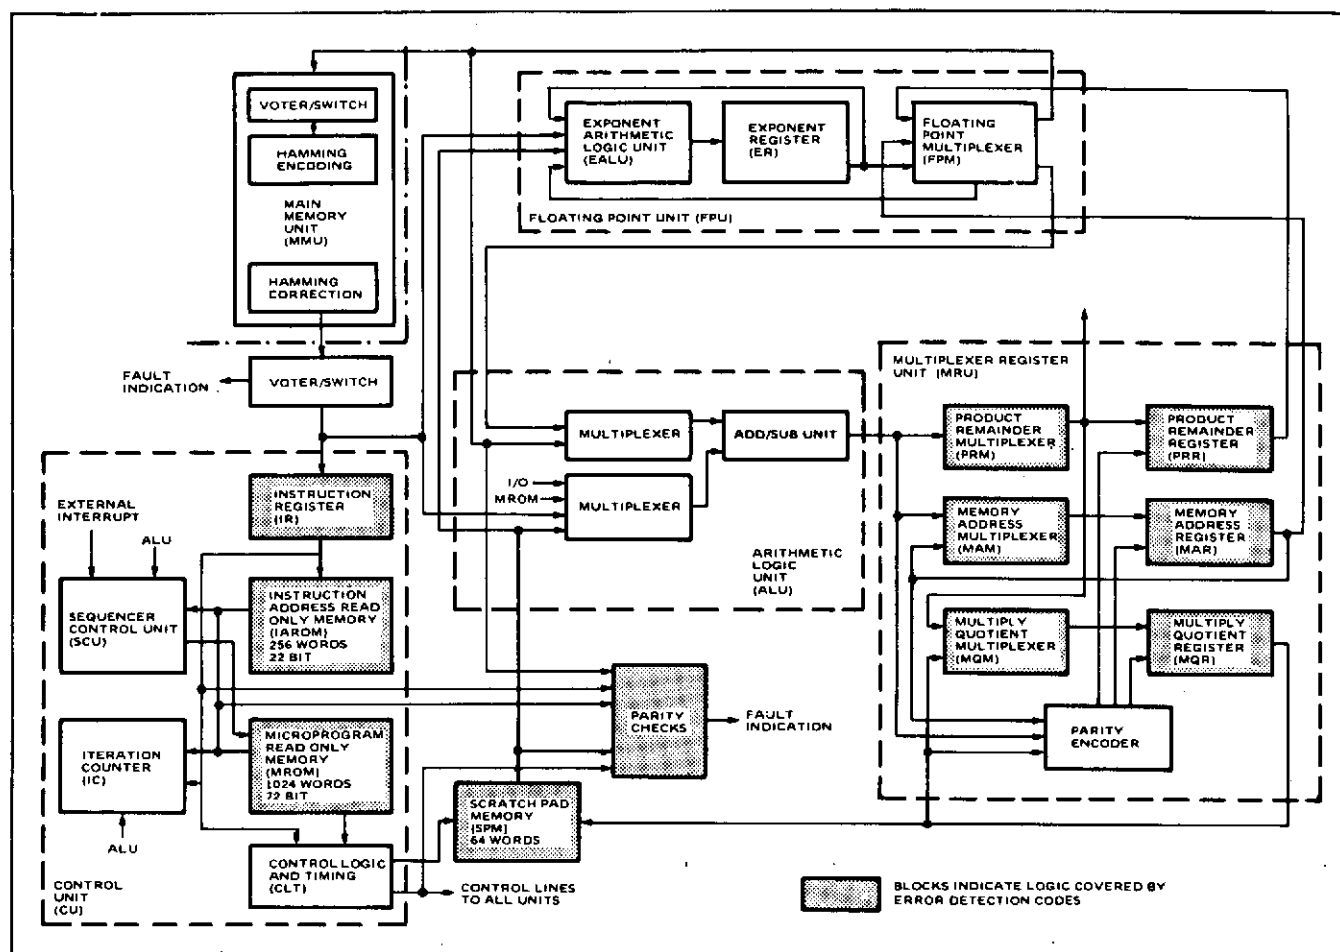 VOTER/SWITCH
HAMMING
ENCODING
MAIN
MEMORY
UNIT
(MMU)
HAMMING
CORRECTION
EXPONENT
ARITHMETIC
LOGIC UNIT
(EALU)
EXPONENT
REGISTER
(ER)
FLOATING
POINT
MULTIPLEXER
(FPM)
FLOATING POINT UNIT (FPU)
FAULT
INDICATION
VOTER/SWITCH
MULTIPLEXER
ADD/SUB UNIT
I/O
MROM
MULTIPLEXER
ARITHMETIC
LOGIC
UNIT
(ALU)
MULTIPLEXER REGISTER
UNIT (MRU)
PRODUCT
REMAINDER
MULTIPLEXER
(PRM)
PRODUCT
REMAINDER
REGISTER
(PRR)
MEMORY
ADDRESS
MULTIPLEXER
(MAM)
MEMORY
ADDRESS
REGISTER
(MAR)
MULTIPLY
QUOTIENT
MULTIPLEXER
(MQM)
MULTIPLY
QUOTIENT
REGISTER
(MQR)
PARITY
ENCODER
EXTERNAL
INTERRUPT
ALU
INSTRUCTION
REGISTER
(IR)
SEQUENCER
CONTROL UNIT
(SCU)
INSTRUCTION
ADDRESS READ
ONLY MEMORY
(IAROM)
256 WORDS
22 BIT
ITERATION
COUNTER
(IC)
ALU
MICROPROGRAM
READ ONLY
MEMORY
(MROM)
1024 WORDS
72 BIT
CONTROL LOGIC
AND TIMING
(CLT)
CONTROL
UNIT
(CU)
PARITY
CHECKS
FAULT
INDICATION
SCRATCH PAD
MEMORY
(SPM)
64 WORDS
CONTROL LINES
TO ALL UNITS
BLOCKS INDICATE LOGIC COVERED BY
ERROR DETECTION CODES